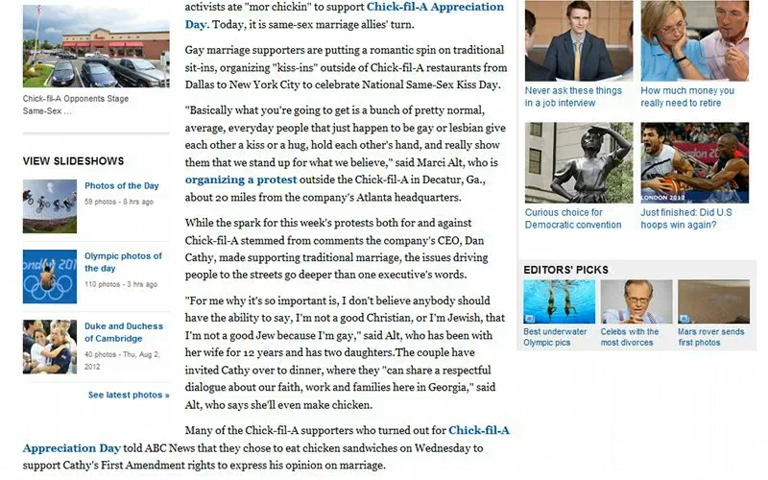 activists ate "mor chickin" to support Chick-fil-A Appreciation
Day. Today, it is same-sex marriage allies' turn.
Gay marriage supporters are putting a romantic spin on traditional
sit-ins, organizing "kiss-ins" outside of Chick-fil-A restaurants from
Dallas to New York City to celebrate National Same-Sex Kiss Day.
"Basically what you're going to get is a bunch of pretty normal,
average, everyday people that just happen to be gay or lesbian give
each other a kiss or a hug, hold each other's hand, and really show
them that we stand up for what we believe," said Marci Alt, who is
organizing a protest outside the Chick-fil-A in Decatur, Ga.,
about 20 miles from the company's Atlanta headquarters.
While the spark for this week's protests both for and against
Chick-fil-A stemmed from comments the company's CEO, Dan
Cathy, made supporting traditional marriage, the issues driving
people to the streets go deeper than one executive's words.
"For me why it's so important is, I don't believe anybody should
have the ability to say, I'm not a good Christian, or I'm Jewish, that
I'm not a good Jew because I'm gay," said Alt, who has been with
her wife for 12 years and has two daughters.The couple have
invited Cathy over to dinner, where they "can share a respectful
dialogue about our faith, work and families here in Georgia," said
Alt, who says she'll even make chicken.
Many of the Chick-fil-A supporters who turned out for Chick-fil-A
Appreciation Day told ABC News that they chose to eat chicken sandwiches on Wednesday to
support Cathy's First Amendment rights to express his opinion on marriage.
Chick-fil-A Opponents Stage
Same-Sex ...
VIEW SLIDESHOWS
Photos of the Day
59 photos - 8 hrs ago
Olympic photos of
the day
110 photos - 3 hrs ago
Duke and Duchess
of Cambridge
40 photos - Thu, Aug 2,
2012
See latest photos »
Never ask these things
in a job interview
How much money you
really need to retire
Curious choice for
Democratic convention
LONDON 2012
Just finished: Did U.S
hoops win again?
EDITORS' PICKS
Best underwater
Olympic pics
Celebs with the
most divorces
Mars rover sends
first photos